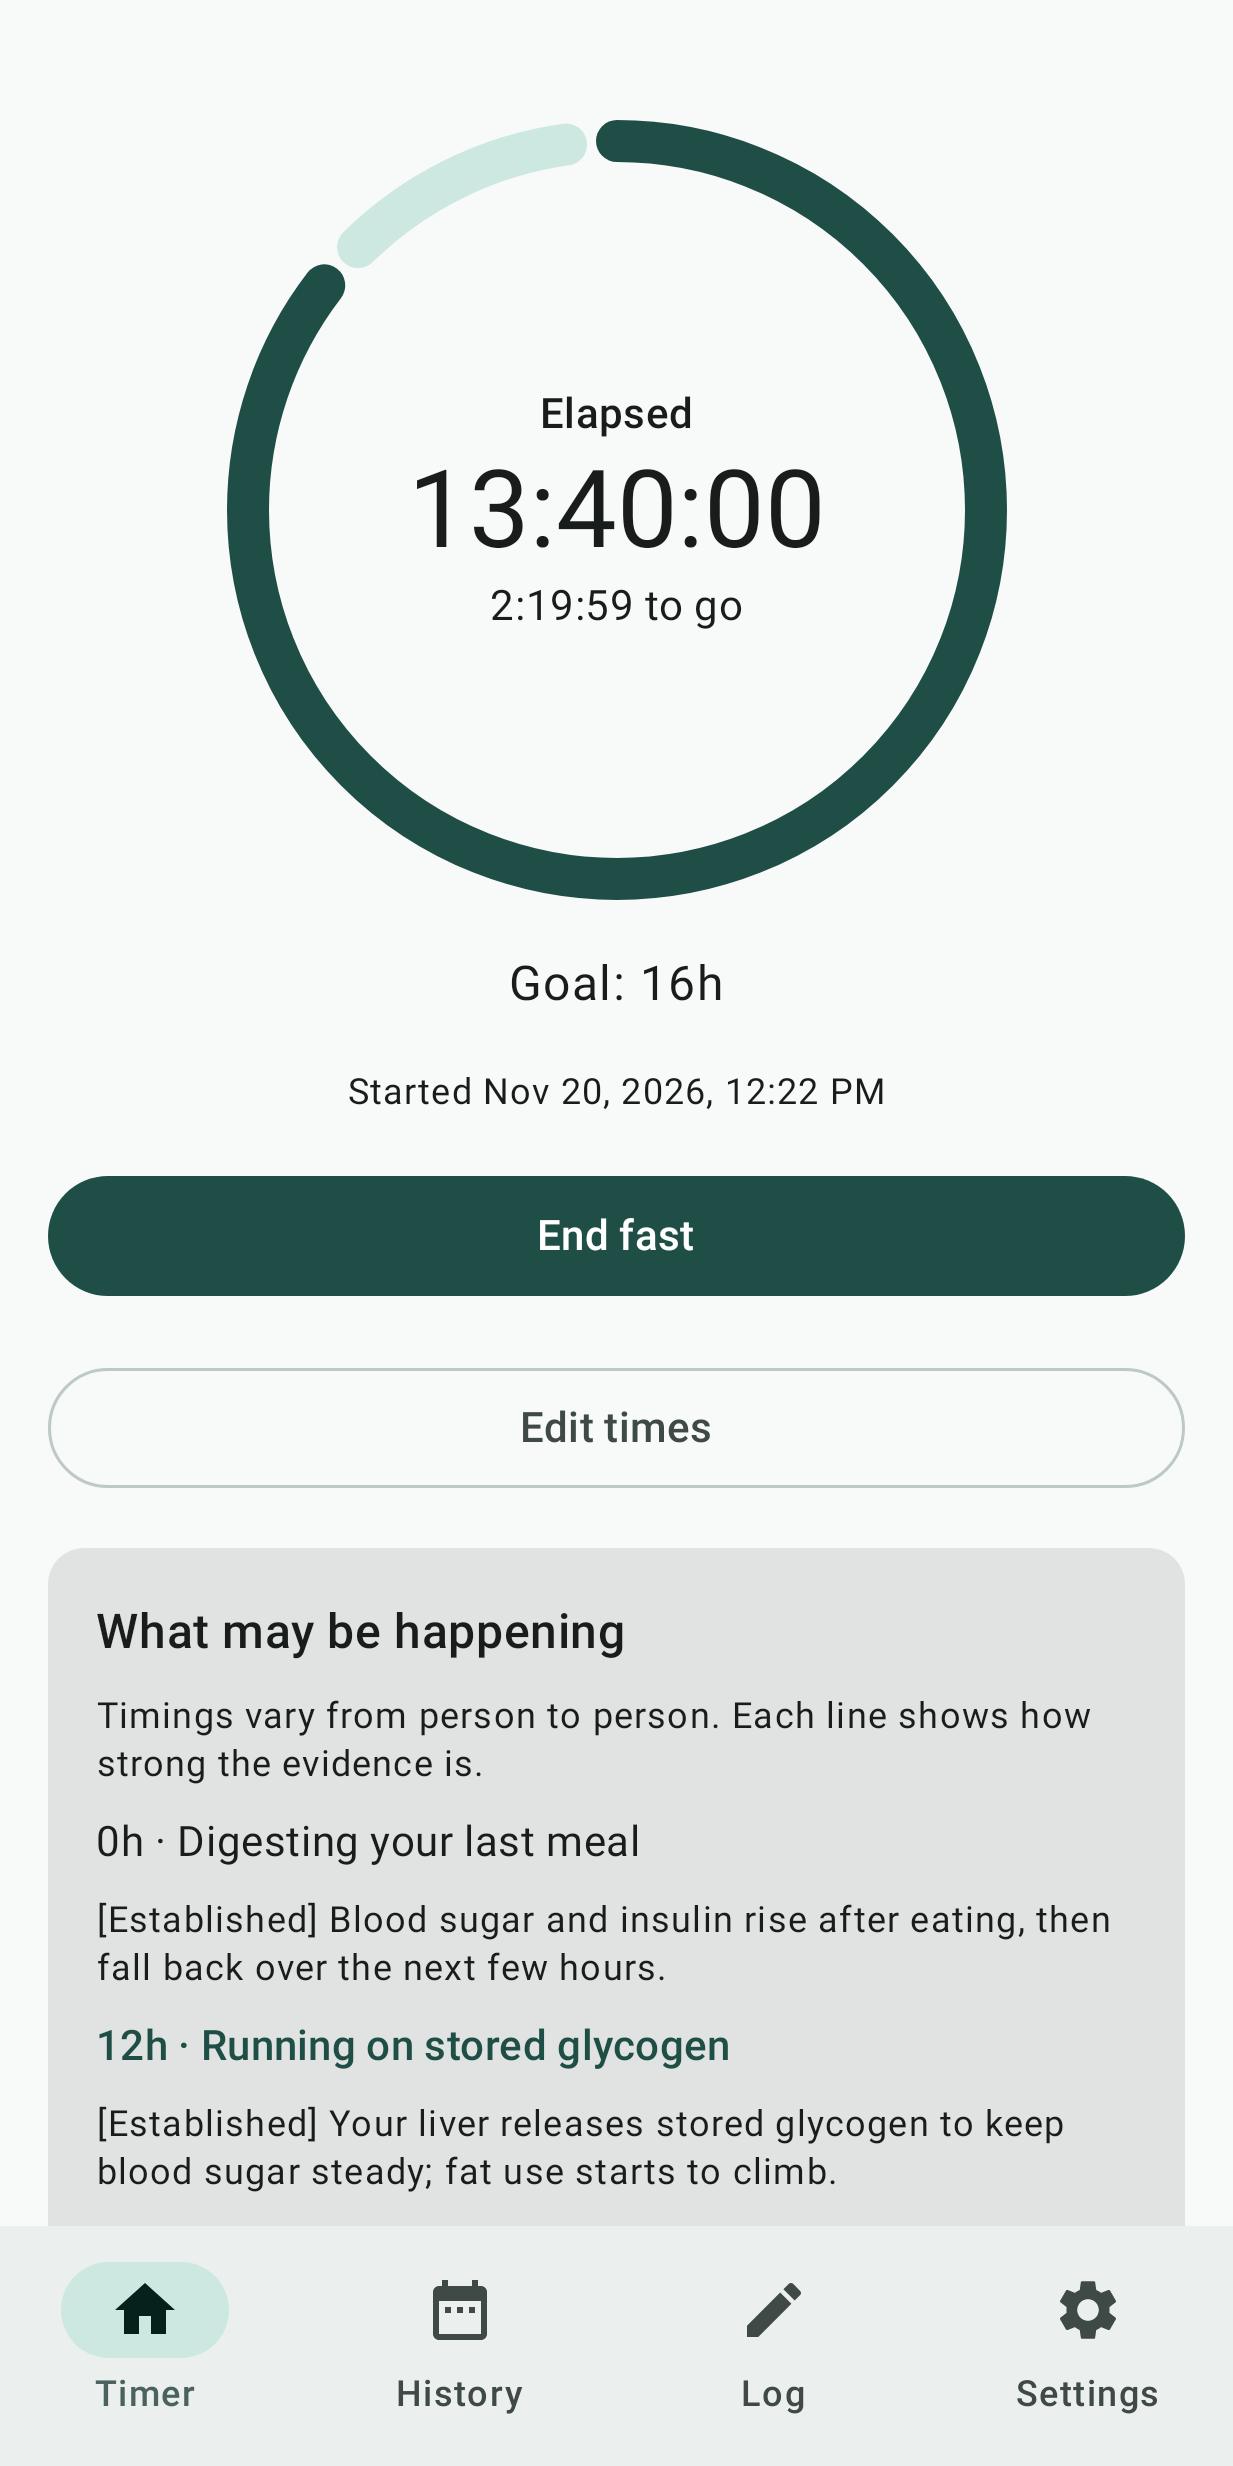 Elapsed
13:40:00
2:19:59 to go
Goal: 16h
Started Nov 20, 2026, 12:22 PM
End fast
Edit times
What may be happening
Timings vary from person to person. Each line shows how
strong the evidence is.
0h · Digesting your last meal
[Established] Blood sugar and insulin rise after eating, then
fall back over the next few hours.
12h · Running on stored glycogen
[Established] Your liver releases stored glycogen to keep
blood sugar steady; fat use starts to climb.
Timer
History
Log
Settings